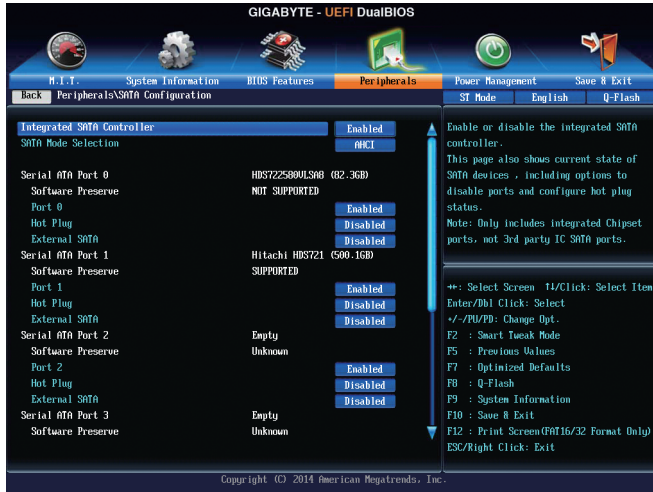 GIGABYTE - UEFI DualBIOS
M.I.T. System Information BIOS Features Peripherals Power Management Save & Exit
Back Peripherals\SATA Configuration ST Mode English Q-Flash
Integrated SATA Controller Enabled
SATA Mode Selection AHCI
Serial ATA Port 0 HDS722580VLSA80 (82.3GB)
Software Preserve NOT SUPPORTED
Port 0 Enabled
Hot Plug Disabled
External SATA Disabled
Serial ATA Port 1 Hitachi HDS721 (500.1GB)
Software Preserve SUPPORTED
Port 1 Enabled
Hot Plug Disabled
External SATA Disabled
Serial ATA Port 2 Empty
Software Preserve Unknown
Port 2 Enabled
Hot Plug Disabled
External SATA Disabled
Serial ATA Port 3 Empty
Software Preserve Unknown
Enable or disable the integrated SATA
controller.
This page also shows current state of
SATA devices , including options to
disable ports and configure hot plug
status.
Note: Only includes integrated Chipset
ports, not 3rd party IC SATA ports.
→←: Select Screen ↑↓/Click: Select Item
Enter/Dbl Click: Select
+/-/PU/PD: Change Opt.
F2 : Smart Tweak Mode
F5 : Previous Values
F7 : Optimized Defaults
F8 : Q-Flash
F9 : System Information
F10 : Save & Exit
F12 : Print Screen(FAT16/32 Format Only)
ESC/Right Click: Exit
Copyright (C) 2014 American Megatrends, Inc.